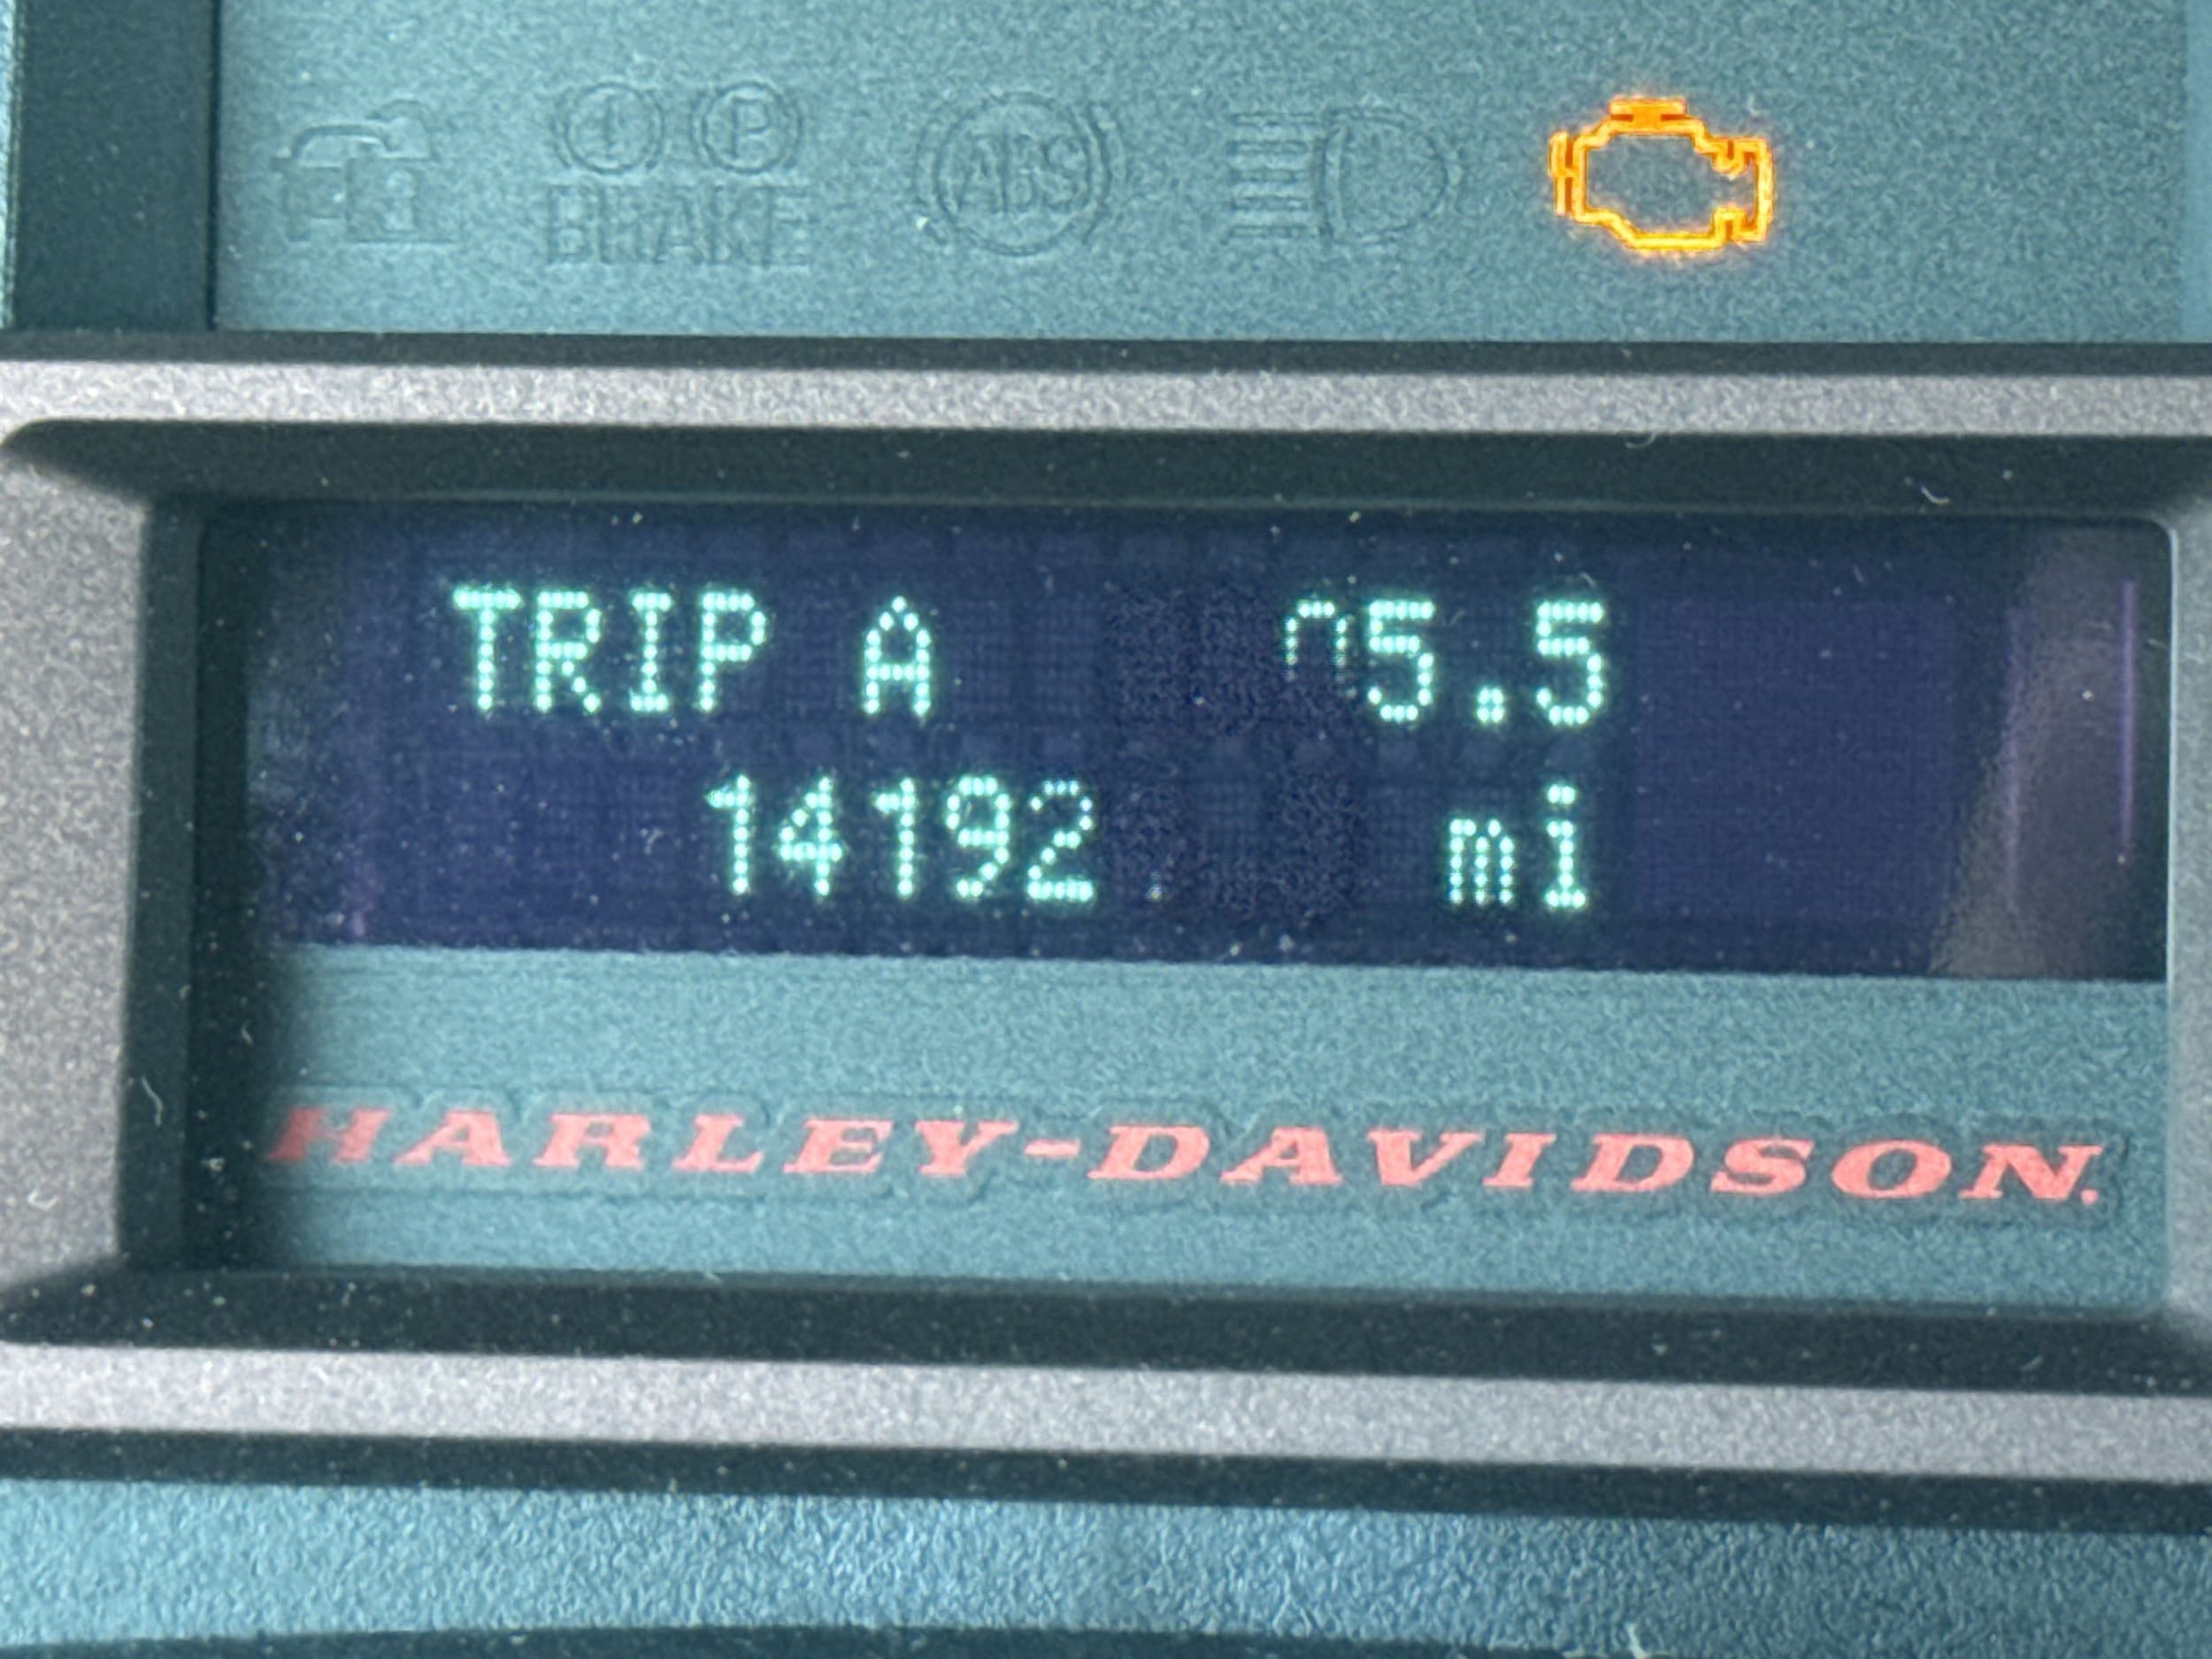 BRAKE ABS
TRIP A 5.5
14192 mi
HARLEY-DAVIDSON.